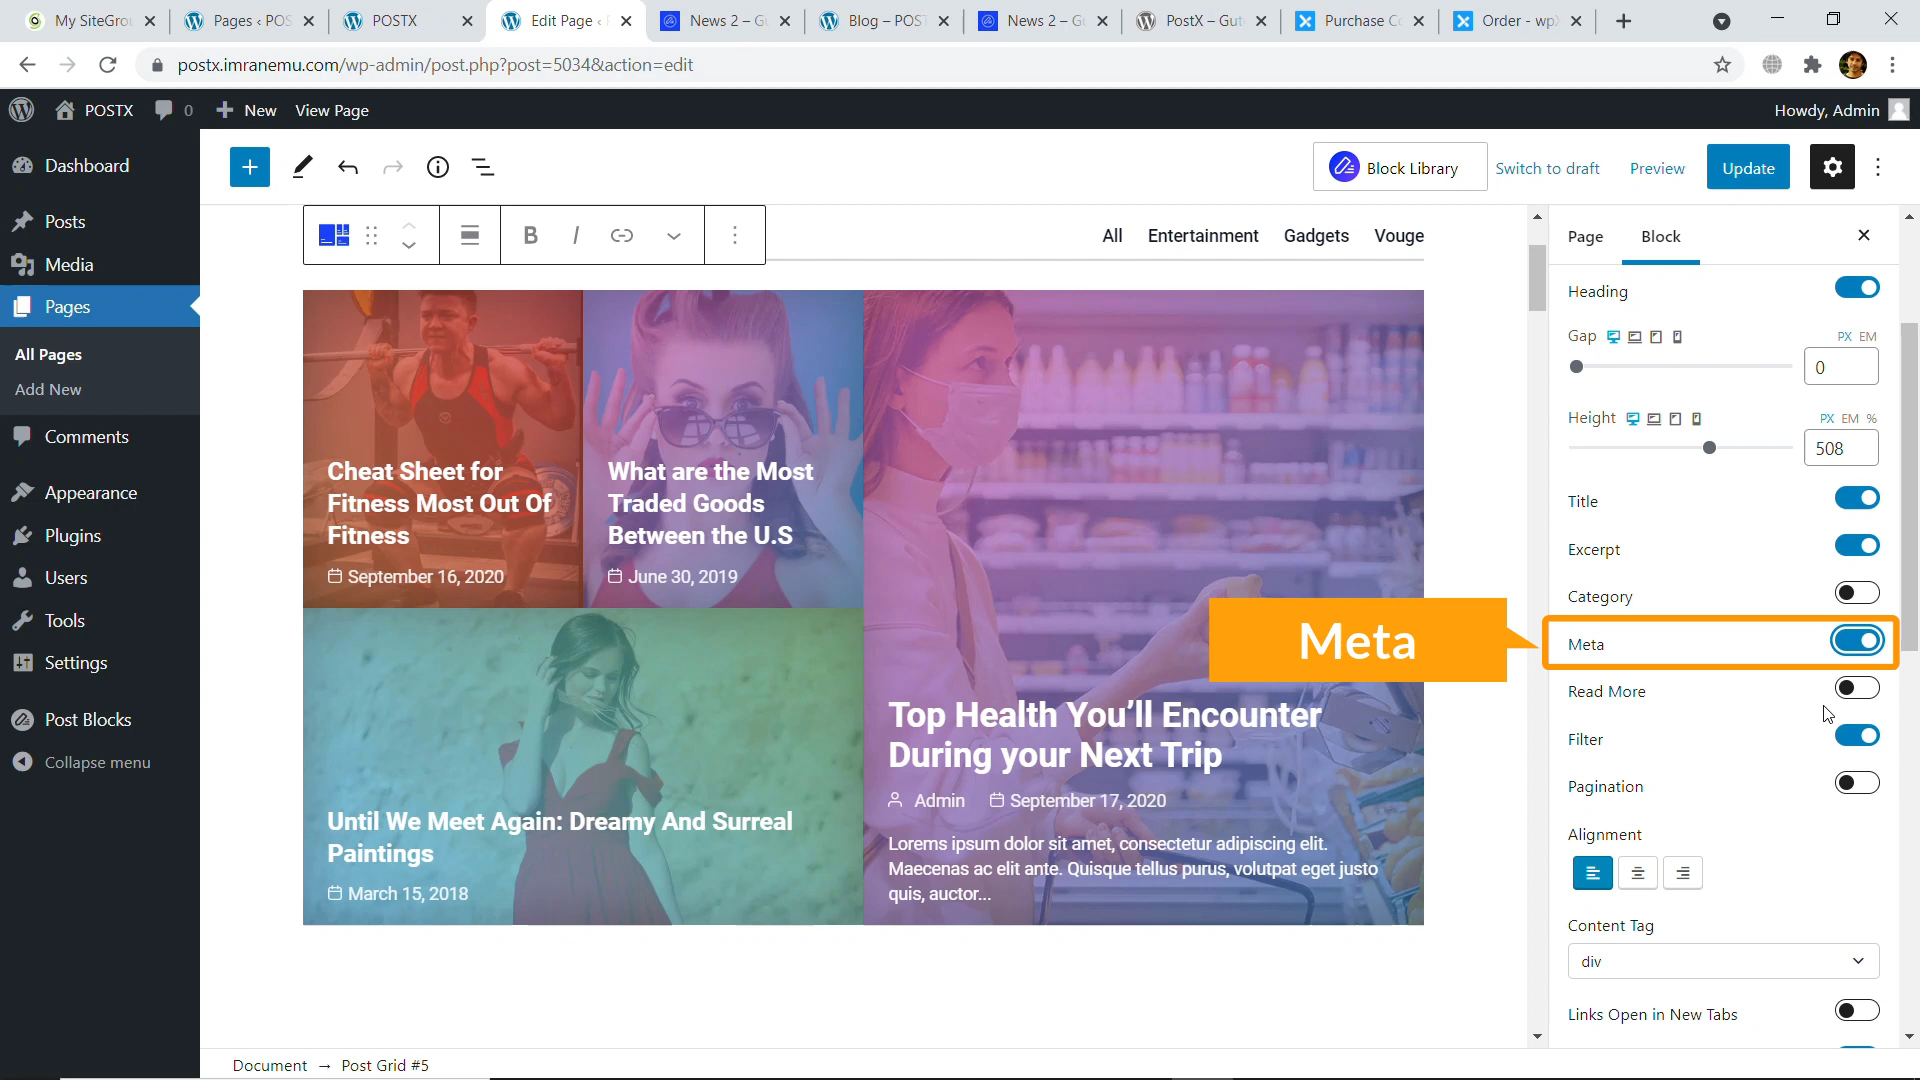 My SiteGro
Pages ‹ POS
POSTX
Edit Page ‹
News 2 – G
Blog – POST
News 2 – G
PostX – Gut
Purchase C
Order - wp
postx.imranemu.com/wp-admin/post.php?post=5034&action=edit
POSTX
0
New
View Page
Howdy, Admin
Dashboard
Posts
Media
Pages
All Pages
Add New
Comments
Appearance
Plugins
Users
Tools
Settings
Post Blocks
Collapse menu
Block Library
Switch to draft
Preview
Update
B
I
All
Entertainment
Gadgets
Vouge
Cheat Sheet for
Fitness Most Out Of
Fitness
September 16, 2020
What are the Most
Traded Goods
Between the U.S
June 30, 2019
Until We Meet Again: Dreamy And Surreal
Paintings
March 15, 2018
Top Health You’ll Encounter
During your Next Trip
Admin
September 17, 2020
Lorems ipsum dolor sit amet, consectetur adipiscing elit.
Maecenas ac elit ante. Quisque tellus purus, volutpat eget justo
quis, auctor...
Meta
Page
Block
Heading
Gap
PX EM
0
Height
PX EM %
508
Title
Excerpt
Category
Meta
Read More
Filter
Pagination
Alignment
Content Tag
div
Links Open in New Tabs
Document → Post Grid #5